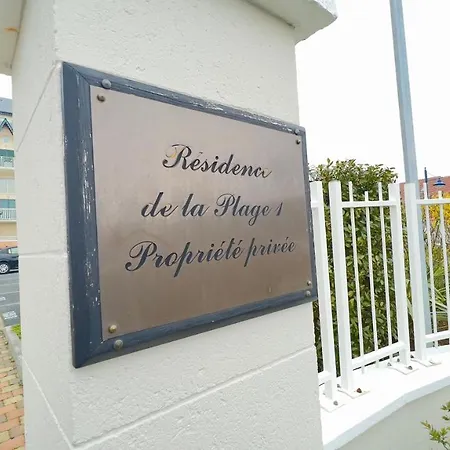 Résidence
de la Plage 1
Propriété privée